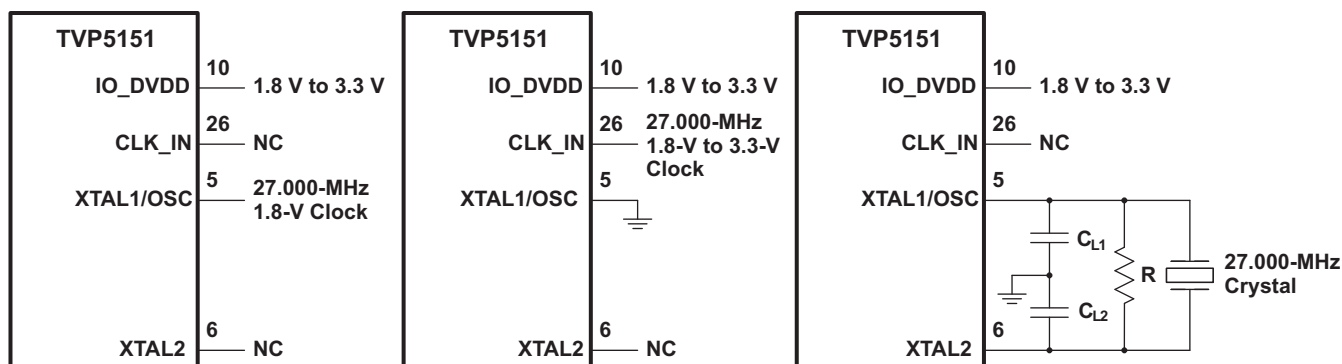 TVP5151
10
IO_DVDD
1.8 V to 3.3 V
26
CLK_IN
NC
5
XTAL1/OSC
27.000-MHz
1.8-V Clock
6
XTAL2
NC
TVP5151
10
IO_DVDD
1.8 V to 3.3 V
26
CLK_IN
27.000-MHz
1.8-V to 3.3-V
Clock
5
XTAL1/OSC
6
XTAL2
NC
TVP5151
10
IO_DVDD
1.8 V to 3.3 V
26
CLK_IN
NC
5
XTAL1/OSC
CL1
R
27.000-MHz
Crystal
CL2
6
XTAL2